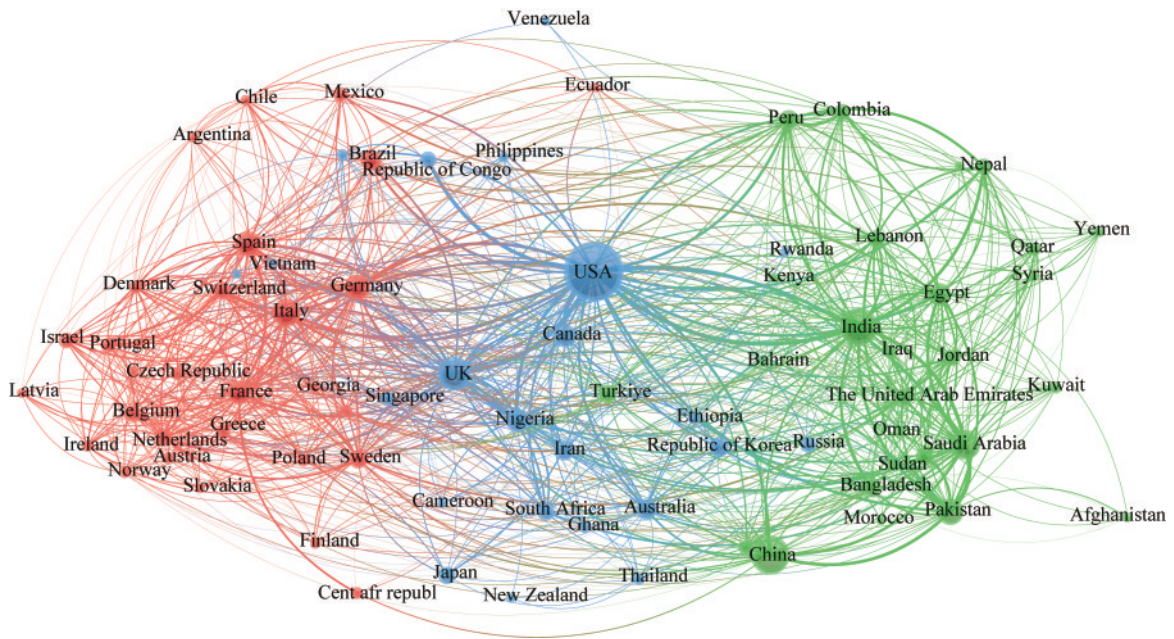 Venezuela
Ecuador
Mexico
Chile
Colombia
Peru
Argentina
Brazil
Philippines
Republic of Congo
Nepal
Yemen
Spain
Lebanon
Rwanda
Qatar
Vietnam
USA
Kenya
Syria
Denmark
Switzerland
Germany
Egypt
Italy
India
Canada
Israel
Portugal
Iraq
Jordan
Bahrain
Czech Republic
UK
Georgia
Latvia
France
Singapore
Turkiye
The United Arab Emirates
Kuwait
Belgium
Greece
Nigeria
Ethiopia
Oman
Ireland
Netherlands
Austria
Iran
Republic of Korea
Russia
Saudi Arabia
Norway
Poland
Sweden
Sudan
Slovakia
Bangladesh
Cameroon
South Africa
Australia
Pakistan
Ghana
Morocco
Afghanistan
Finland
China
Japan
Thailand
Cent afr republ
New Zealand